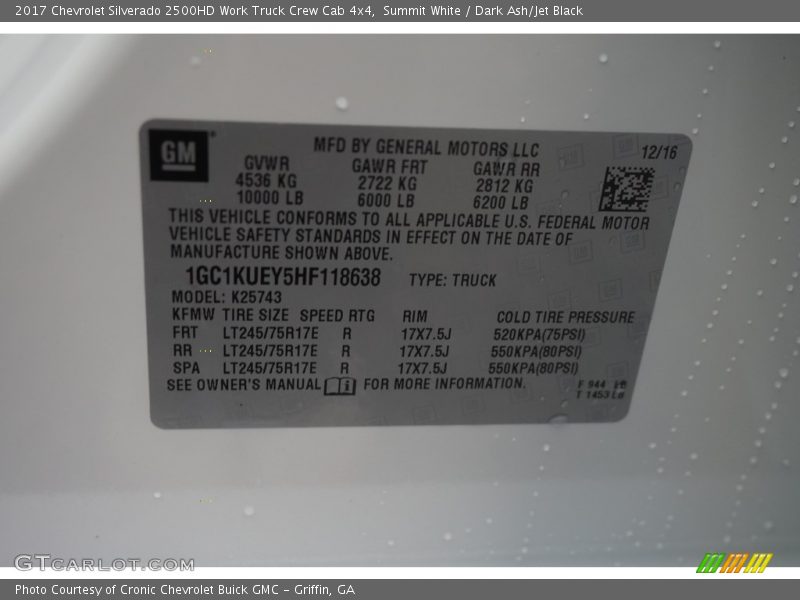 2017 Chevrolet Silverado 2500HD Work Truck Crew Cab 4x4, Summit White / Dark Ash/Jet Black
GM
MFD BY GENERAL MOTORS LLC
12/16
GVWR GAWR FRT GAWR RR
4536 KG 2722 KG 2812 KG
10000 LB 6000 LB 6200 LB
THIS VEHICLE CONFORMS TO ALL APPLICABLE U.S. FEDERAL MOTOR
VEHICLE SAFETY STANDARDS IN EFFECT ON THE DATE OF
MANUFACTURE SHOWN ABOVE.
1GC1KUEY5HF118638 TYPE: TRUCK
MODEL: K25743
KFMW TIRE SIZE SPEED RTG RIM COLD TIRE PRESSURE
FRT LT245/75R17E R 17X7.5J 520KPA(75PSI)
RR LT245/75R17E R 17X7.5J 550KPA(80PSI)
SPA LT245/75R17E R 17X7.5J 550KPA(80PSI)
SEE OWNER'S MANUAL FOR MORE INFORMATION.
F 944 LB
T 1453 LB
GTCARLOT.COM
Photo Courtesy of Cronic Chevrolet Buick GMC - Griffin, GA